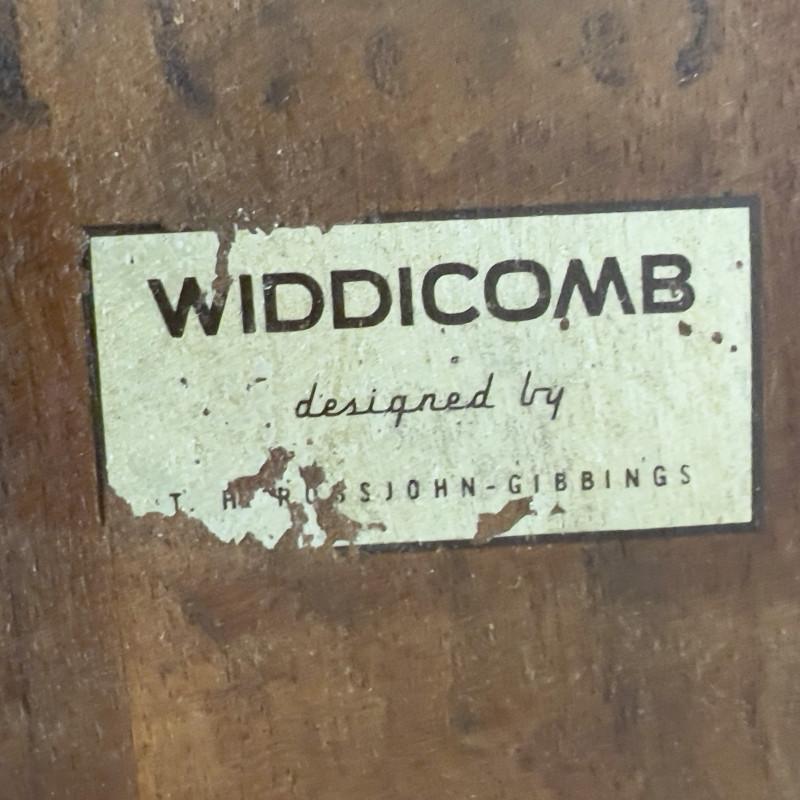 WIDDICOMB
designed by
T. H. ROBSJOHN-GIBBINGS